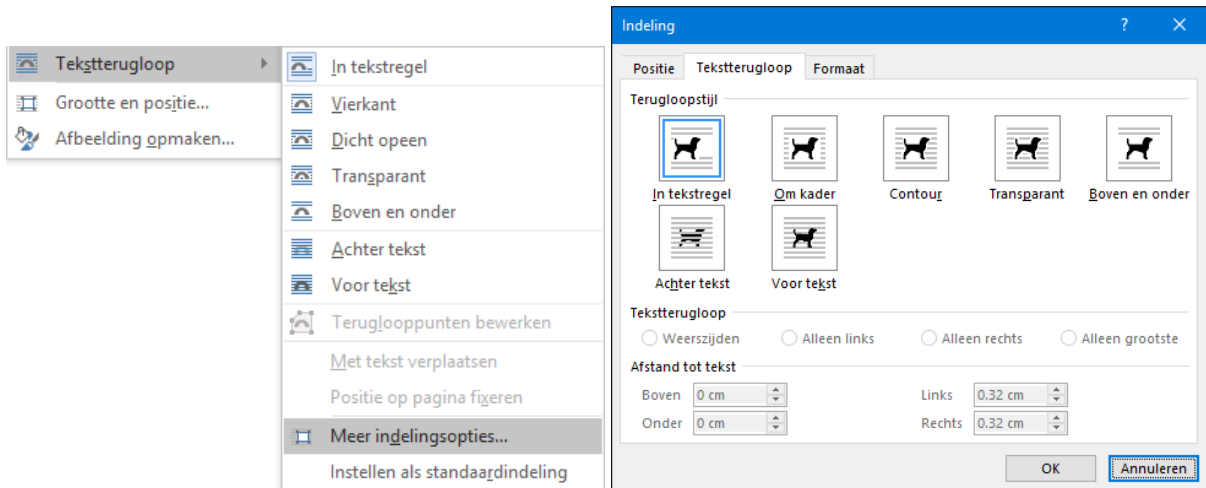 Tekstterugloop
Grootte en positie...
Afbeelding opmaken...
In tekstregel
Vierkant
Dicht opeen
Transparant
Boven en onder
Achter tekst
Voor tekst
Terugloop­punten bewerken
Met tekst verplaatsen
Positie op pagina fixeren
Meer indelingsopties...
Instellen als standaardindeling
Indeling ?
Positie Tekstterugloop Formaat
Terugloopstijl
In tekstregel Om kader Contour Transparant Boven en onder
Achter tekst Voor tekst
Tekstterugloop
Weerszijden Alleen links Alleen rechts Alleen grootste
Afstand tot tekst
Boven 0 cm Links 0.32 cm
Onder 0 cm Rechts 0.32 cm
OK Annuleren